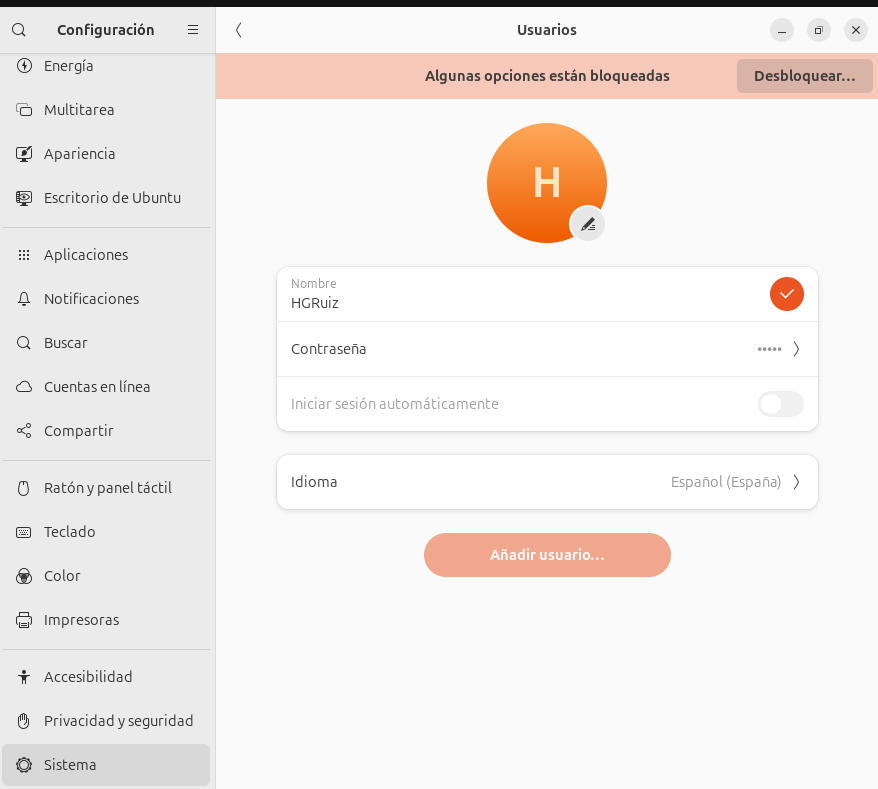 Configuración
Energía
Multitarea
Apariencia
Escritorio de Ubuntu
Aplicaciones
Notificaciones
Buscar
Cuentas en línea
Compartir
Ratón y panel táctil
Teclado
Color
Impresoras
Accesibilidad
Privacidad y seguridad
Sistema
Usuarios
Algunas opciones están bloqueadas
Desbloquear...
H
Nombre
HGRuiz
Contraseña
•••••
Iniciar sesión automáticamente
Idioma
Español (España)
Añadir usuario...